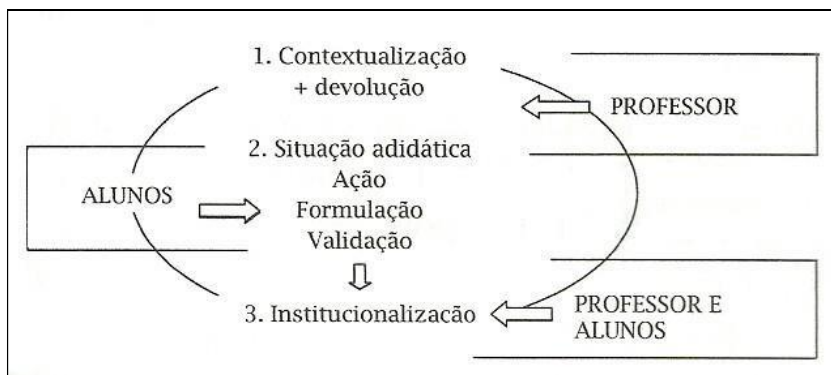 1. Contextualização
+ devolução
PROFESSOR
2. Situação adidática
ALUNOS
Ação
Formulação
Validação
3. Institucionalizacão
PROFESSOR E
ALUNOS